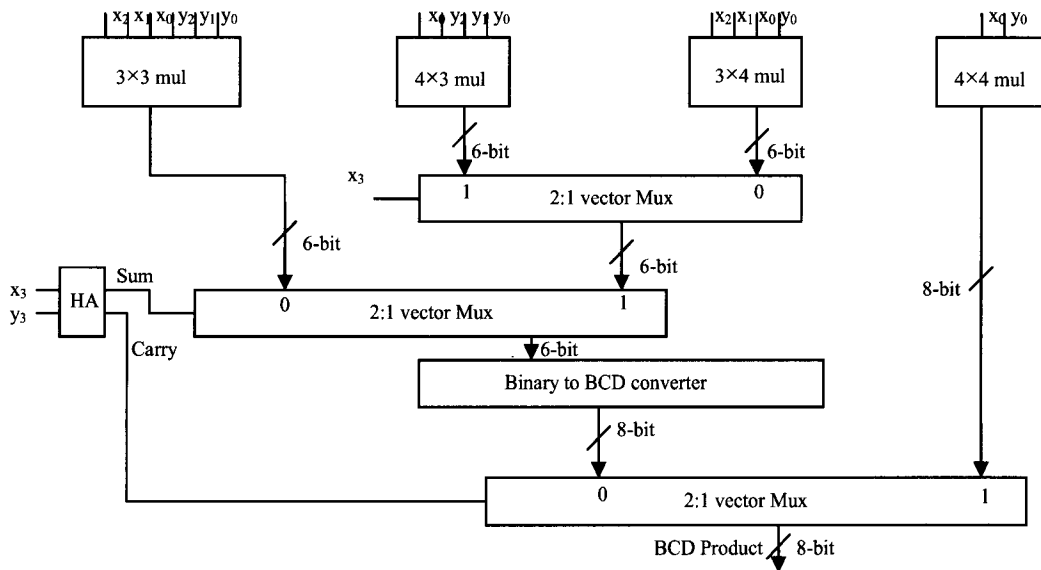 x₂ x₁ x₀ y₂ y₁ y₀
x₀ y₂ y₁ y₀
x₂ x₁ x₀ y₀
x₀ y₀
3×3 mul
4×3 mul
3×4 mul
4×4 mul
6-bit
6-bit
x₃
1 2:1 vector Mux 0
6-bit
6-bit
8-bit
Sum
x₃
y₃
HA
0 2:1 vector Mux 1
Carry
6-bit
Binary to BCD converter
8-bit
0 2:1 vector Mux 1
BCD Product
8-bit